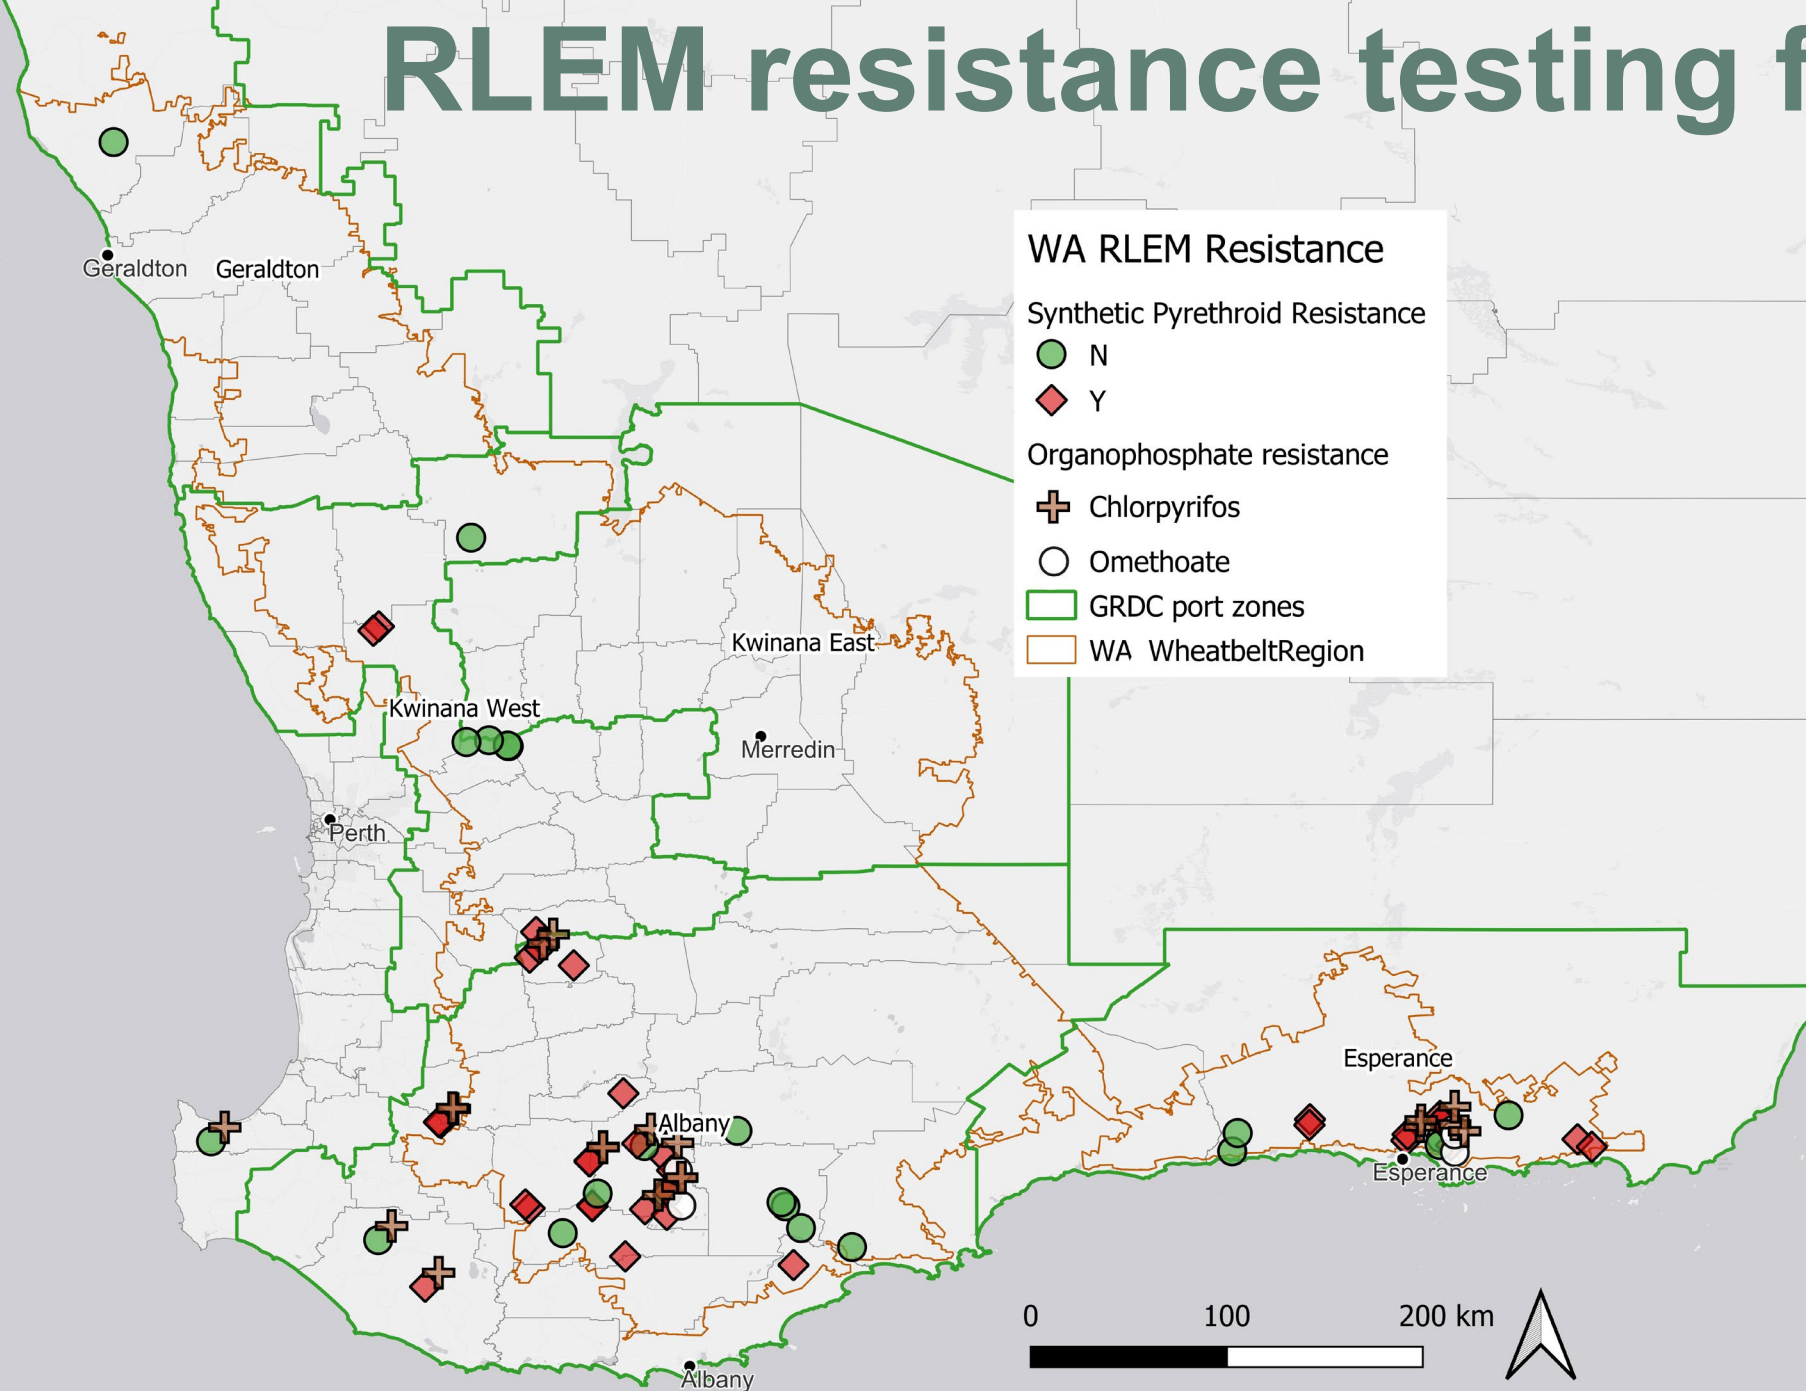 RLEM resistance testing f
WA RLEM Resistance
Synthetic Pyrethroid Resistance
N
Y
Organophosphate resistance
Chlorpyrifos
Omethoate
GRDC port zones
WA WheatbeltRegion
Geraldton
Geraldton
Kwinana East
Kwinana West
Merredin
Perth
Esperance
Albany
Esperance
0 100 200 km
Albany